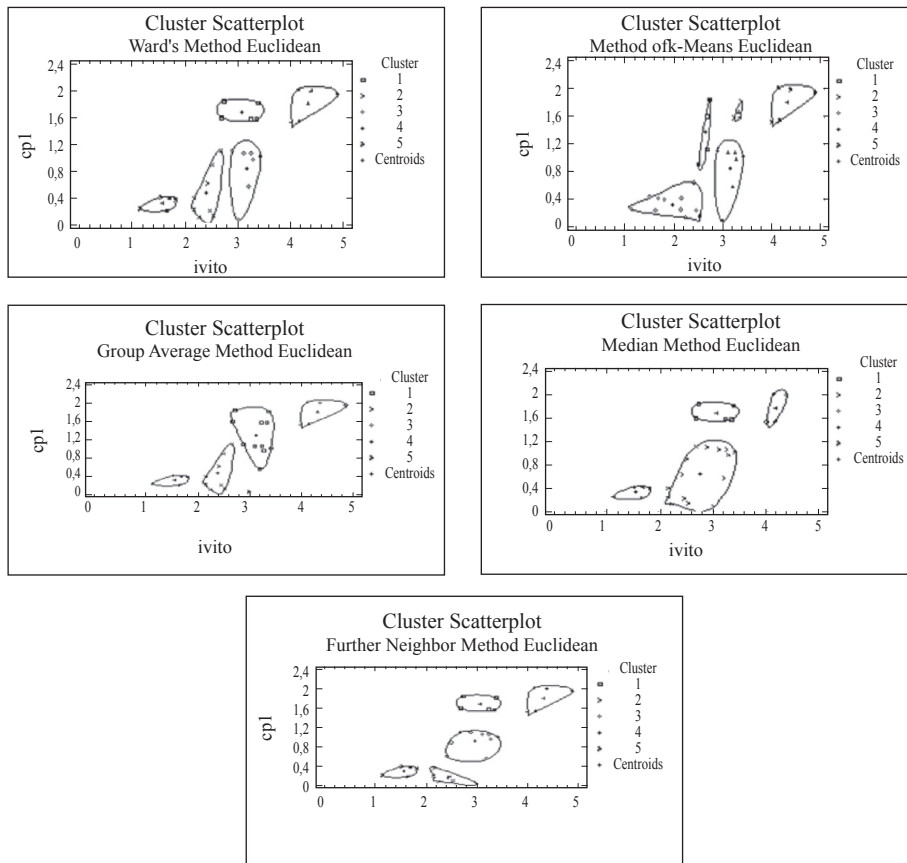 Cluster Scatterplot
Ward's Method Euclidean
2,4
2
1,6
1,2
0,8
0,4
0
cp1
0 1 2 3 4 5
ivito
Cluster
1
2
3
4
5
Centroids
Cluster Scatterplot
Method ofk-Means Euclidean
2,4
2
1,6
1,2
0,8
0,4
0
cp1
0 1 2 3 4 5
ivito
Cluster
1
2
3
4
5
Centroids
Cluster Scatterplot
Group Average Method Euclidean
2,4
2
1,6
1,2
0,8
0,4
0
cp1
0 1 2 3 4 5
ivito
Cluster
1
2
3
4
5
Centroids
Cluster Scatterplot
Median Method Euclidean
2,4
2
1,6
1,2
0,8
0,4
0
cp1
0 1 2 3 4 5
ivito
Cluster
1
2
3
4
5
Centroids
Cluster Scatterplot
Further Neighbor Method Euclidean
2,4
2
1,6
1,2
0,8
0,4
0
cp1
0 1 2 3 4 5
Cluster
1
2
3
4
5
Centroids